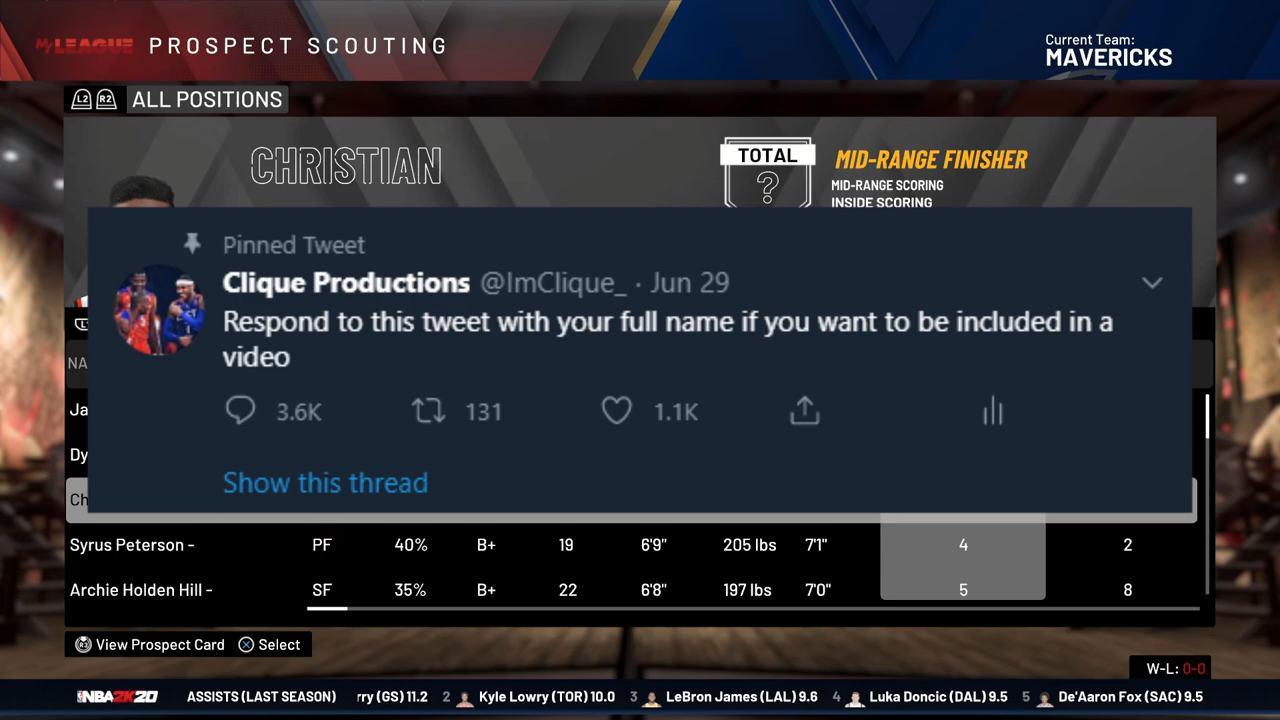 MyLEAGUE PROSPECT SCOUTING
Current Team:
MAVERICKS
L2 R2 ALL POSITIONS
CHRISTIAN
TOTAL
?
MID-RANGE FINISHER
MID-RANGE SCORING
INSIDE SCORING
Pinned Tweet
Clique Productions @ImClique_ · Jun 29
Respond to this tweet with your full name if you want to be included in a
video
3.6K 131 1.1K
Show this thread
NA
Ja
Dy
Ch
Syrus Peterson - PF 40% B+ 19 6'9" 205 lbs 7'1" 4 2
Archie Holden Hill - SF 35% B+ 22 6'8" 197 lbs 7'0" 5 8
R3 View Prospect Card Select
W-L: 0-0
NBA2K20 ASSISTS (LAST SEASON) rry (GS) 11.2 2 Kyle Lowry (TOR) 10.0 3 LeBron James (LAL) 9.6 4 Luka Doncic (DAL) 9.5 5 De'Aaron Fox (SAC) 9.5